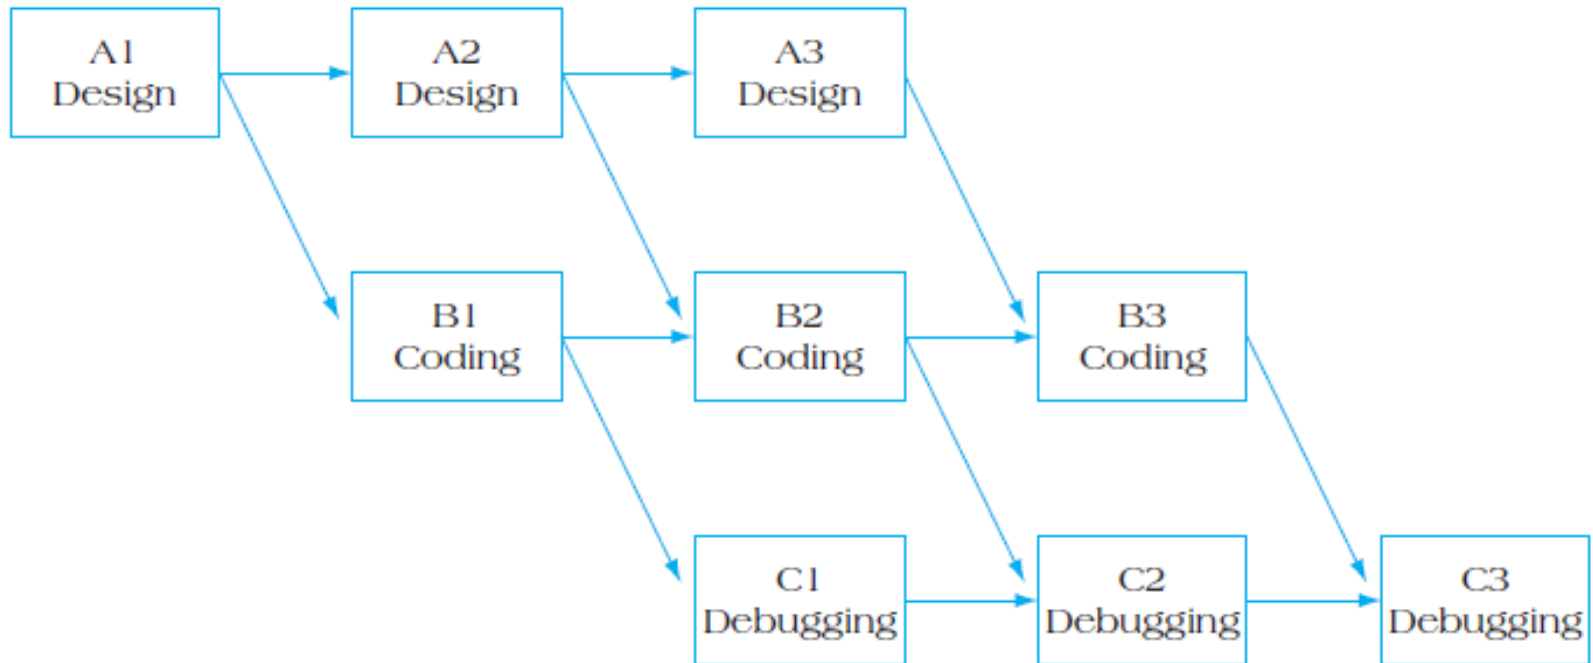 A1
Design
A2
Design
A3
Design
B1
Coding
B2
Coding
B3
Coding
C1
Debugging
C2
Debugging
C3
Debugging